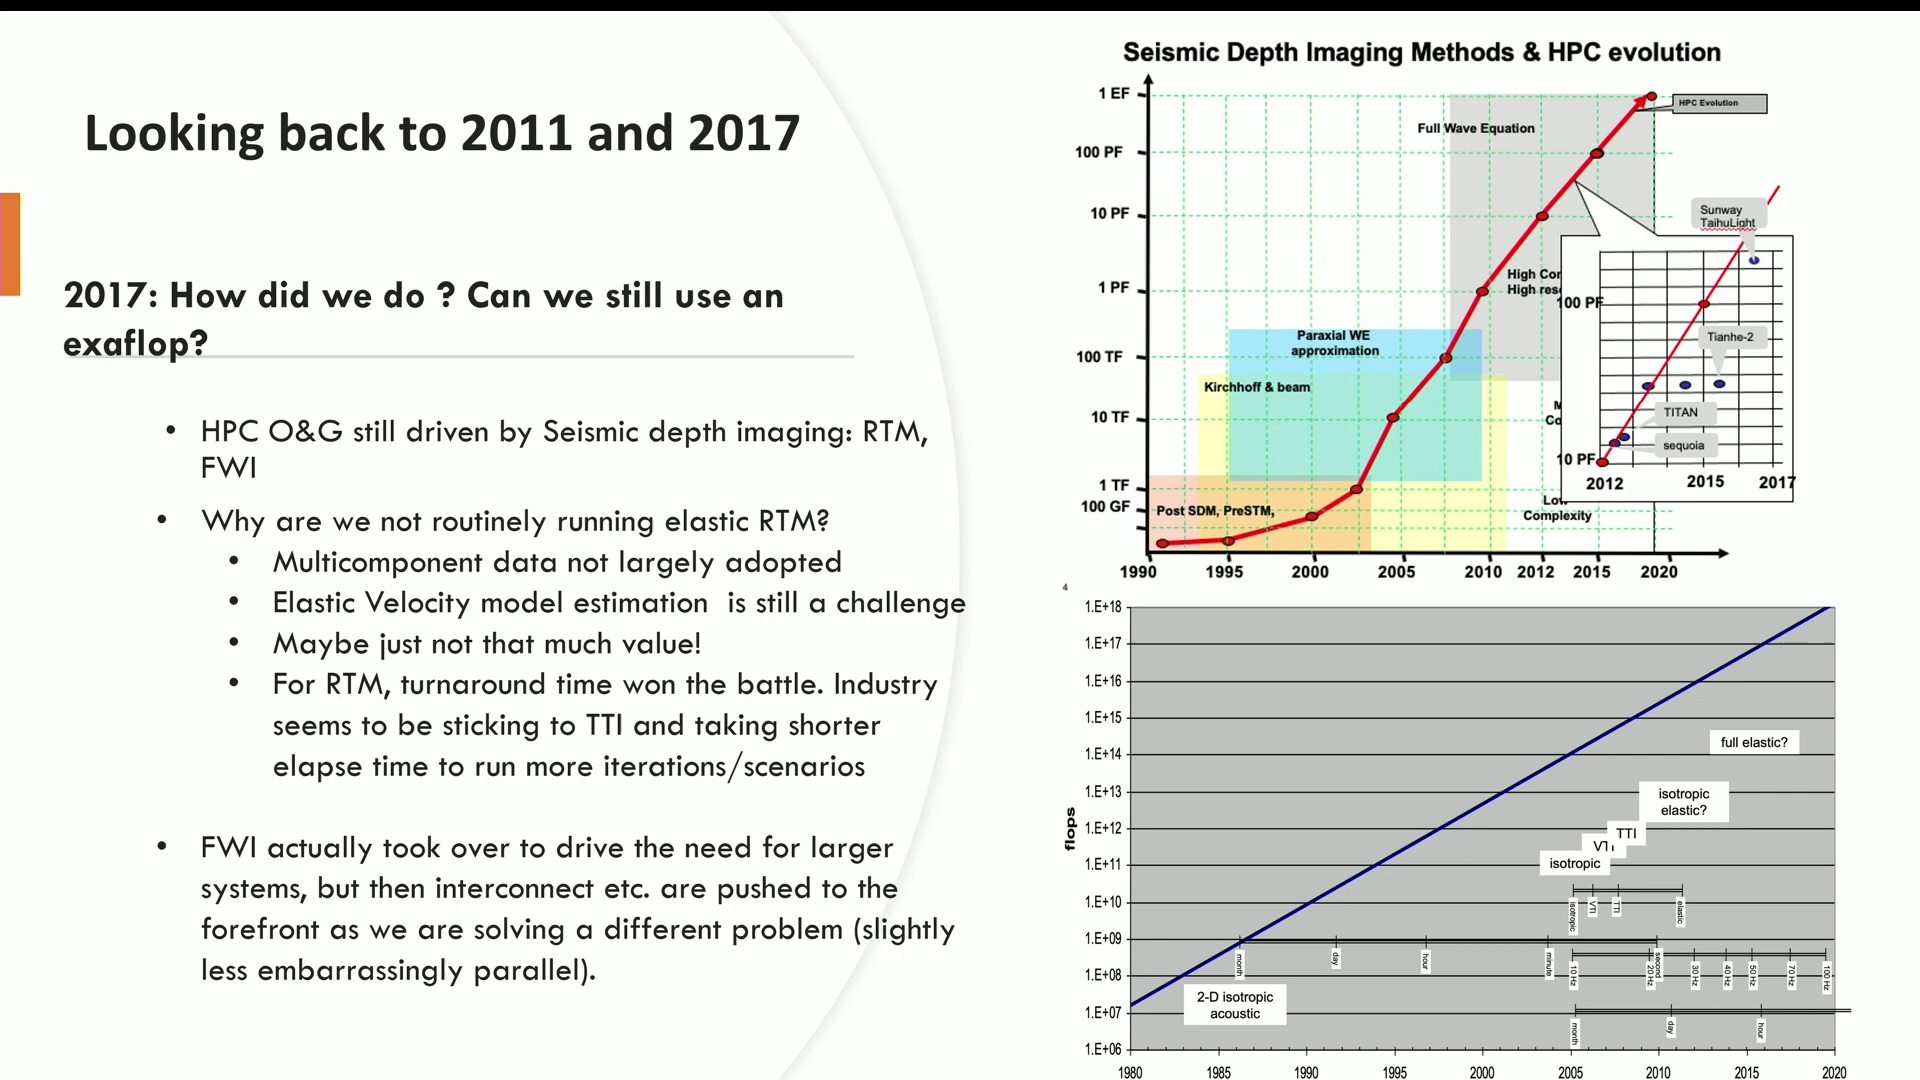 Looking back to 2011 and 2017
2017: How did we do ? Can we still use an
exaflop?
• HPC O&G still driven by Seismic depth imaging: RTM,
FWI
• Why are we not routinely running elastic RTM?
• Multicomponent data not largely adopted
• Elastic Velocity model estimation is still a challenge
• Maybe just not that much value!
• For RTM, turnaround time won the battle. Industry
seems to be sticking to TTI and taking shorter
elapse time to run more iterations/scenarios
• FWI actually took over to drive the need for larger
systems, but then interconnect etc. are pushed to the
forefront as we are solving a different problem (slightly
less embarrassingly parallel).
Seismic Depth Imaging Methods & HPC evolution
1 EF
HPC Evolution
Full Wave Equation
100 PF
10 PF
Sunway
TaihuLight
High
High
1 PF
100 PF
Paraxial WE
approximation
Tianhe-2
100 TF
Kirchhoff & beam
10 TF
TITAN
sequoia
10 PF
2012 2015 2017
1 TF
100 GF
Post SDM, PreSTM,
Complexity
1990 1995 2000 2005 2010 2012 2015 2020
4
1.E+18
1.E+17
1.E+16
1.E+15
full elastic?
1.E+14
1.E+13
isotropic
elastic?
1.E+12
TTI
VTI
isotropic
1.E+11
1.E+10
isotropic VTI TTI elastic
1.E+09
month day hour minute second
10 Hz 20 Hz 30 Hz 40 Hz 50 Hz 70 Hz 100 Hz
1.E+08
2-D isotropic
acoustic
1.E+07
month day hour
1.E+06
flops
1980 1985 1990 1995 2000 2005 2010 2015 2020